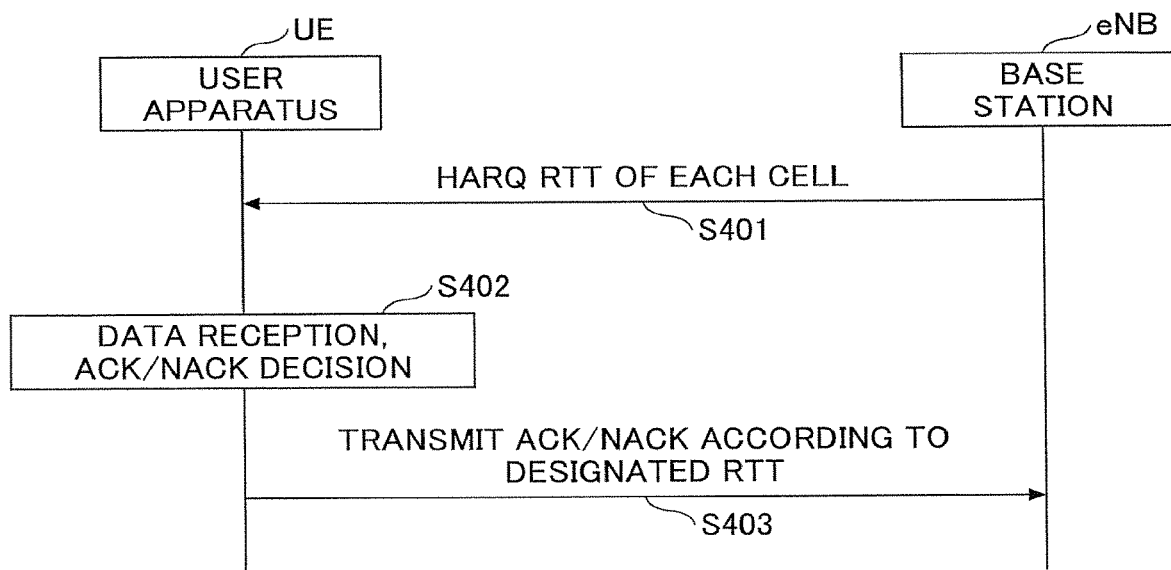 UE
eNB
USER
APPARATUS
BASE
STATION
HARQ RTT OF EACH CELL
S401
S402
DATA RECEPTION,
ACK/NACK DECISION
TRANSMIT ACK/NACK ACCORDING TO
DESIGNATED RTT
S403